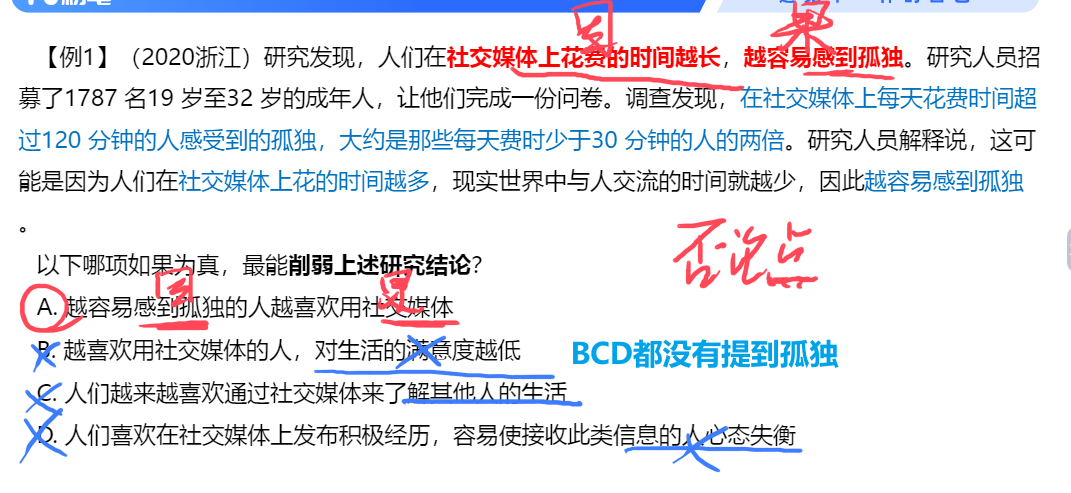 因 果
【例1】（2020浙江）研究发现，人们在社交媒体上花费的时间越长，越容易感到孤独。研究人员招
募了1787 名19 岁至32 岁的成年人，让他们完成一份问卷。调查发现，在社交媒体上每天花费时间超
过120 分钟的人感受到的孤独，大约是那些每天费时少于30 分钟的人的两倍。研究人员解释说，这可
能是因为人们在社交媒体上花的时间越多，现实世界中与人交流的时间就越少，因此越容易感到孤独
。
否论点
以下哪项如果为真，最能削弱上述研究结论？
因 果
A. 越容易感到孤独的人越喜欢用社交媒体
B. 越喜欢用社交媒体的人，对生活的满意度越低
BCD都没有提到孤独
C. 人们越来越喜欢通过社交媒体来了解其他人的生活
D. 人们喜欢在社交媒体上发布积极经历，容易使接收此类信息的人心态失衡